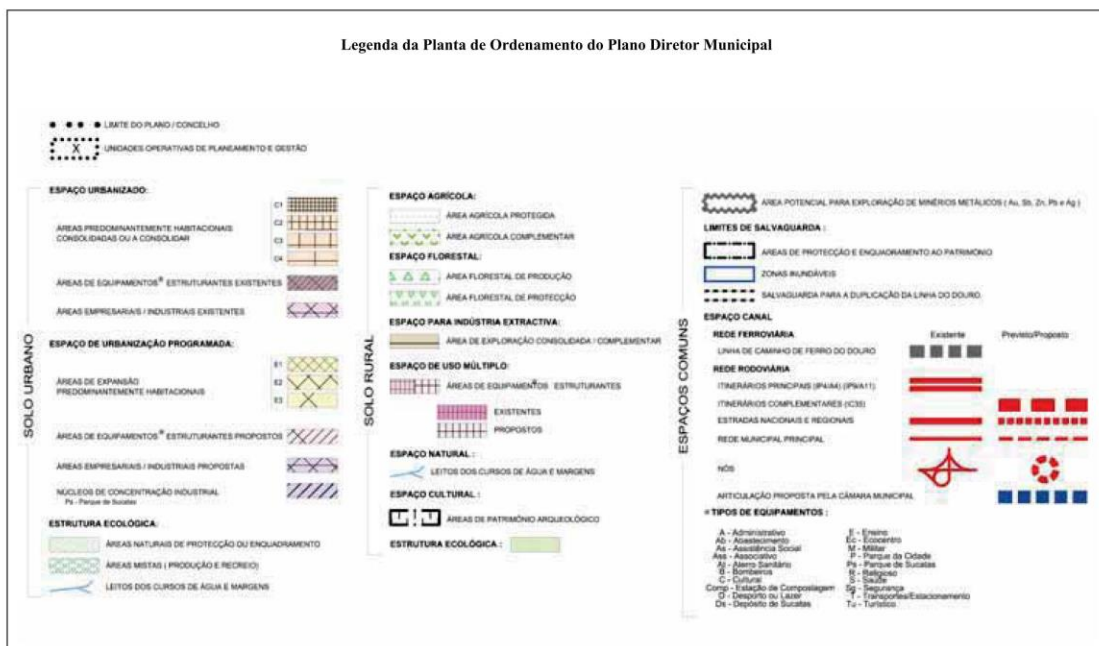 Legenda da Planta de Ordenamento do Plano Diretor Municipal
LIMITE DO PLANO / CONCELHO
X UNIDADES OPERATIVAS DE PLANEAMENTO E GESTÃO
SOLO URBANO
ESPAÇO URBANIZADO:
C1
C2
C3
C4
ÁREAS PREDOMINANTEMENTE HABITACIONAIS
CONSOLIDADAS OU A CONSOLIDAR
ÁREAS DE EQUIPAMENTOS® ESTRUTURANTES EXISTENTES
ÁREAS EMPRESARIAIS / INDUSTRIAIS EXISTENTES
ESPAÇO DE URBANIZAÇÃO PROGRAMADA:
E1
E2
E3
ÁREAS DE EXPANSÃO
PREDOMINANTEMENTE HABITACIONAIS
ÁREAS DE EQUIPAMENTOS® ESTRUTURANTES PROPOSTOS
ÁREAS EMPRESARIAIS / INDUSTRIAIS PROPOSTAS
NÚCLEOS DE CONCENTRAÇÃO INDUSTRIAL
Ps - Parque de Sucatas
ESTRUTURA ECOLÓGICA:
ÁREAS NATURAIS DE PROTECÇÃO OU ENQUADRAMENTO
ÁREAS MISTAS ( PRODUÇÃO E RECREIO)
LEITOS DOS CURSOS DE ÁGUA E MARGENS
SOLO RURAL
ESPAÇO AGRÍCOLA:
ÁREA AGRÍCOLA PROTEGIDA
ÁREA AGRÍCOLA COMPLEMENTAR
ESPAÇO FLORESTAL:
ÁREA FLORESTAL DE PRODUÇÃO
ÁREA FLORESTAL DE PROTECÇÃO
ESPAÇO PARA INDÚSTRIA EXTRACTIVA:
ÁREA DE EXPLORAÇÃO CONSOLIDADA / COMPLEMENTAR
ESPAÇO DE USO MÚLTIPLO:
ÁREAS DE EQUIPAMENTOS® ESTRUTURANTES
EXISTENTES
PROPOSTOS
ESPAÇO NATURAL :
LEITOS DOS CURSOS DE ÁGUA E MARGENS
ESPAÇO CULTURAL :
ÁREAS DE PATRIMÓNIO ARQUEOLÓGICO
ESTRUTURA ECOLÓGICA :
ESPAÇOS COMUNS
ÁREA POTENCIAL PARA EXPLORAÇÃO DE MINÉRIOS METÁLICOS ( Au, Sb, Zn, Pb e Ag )
LIMITES DE SALVAGUARDA :
ÁREAS DE PROTECÇÃO E ENQUADRAMENTO AO PATRIMÓNIO
ZONAS INUNDÁVEIS
SALVAGUARDA PARA A DUPLICAÇÃO DA LINHA DO DOURO.
ESPAÇO CANAL
REDE FERROVIÁRIA Existente Previsto/Proposto
LINHA DE CAMINHO DE FERRO DO DOURO
REDE RODOVIÁRIA
ITINERÁRIOS PRINCIPAIS (IP4/A4) (IP9/A11)
ITINERÁRIOS COMPLEMENTARES (IC35)
ESTRADAS NACIONAIS E REGIONAIS
REDE MUNICIPAL PRINCIPAL
NÓS
ARTICULAÇÃO PROPOSTA PELA CÂMARA MUNICIPAL
® TIPOS DE EQUIPAMENTOS :
A - Administrativo
Ab - Abastecimento
As - Assistência Social
Ass - Associativo
At - Aterro Sanitário
B - Bombeiros
C - Cultural
Comp - Estação de Compostagem
D - Desporto ou Lazer
Ds - Depósito de Sucatas
E - Ensino
Ec - Ecocentro
M - Militar
P - Parque da Cidade
Ps - Parque de Sucatas
R - Religioso
S - Saúde
Sg - Segurança
T - Transportes/Estacionamento
Tu - Turístico